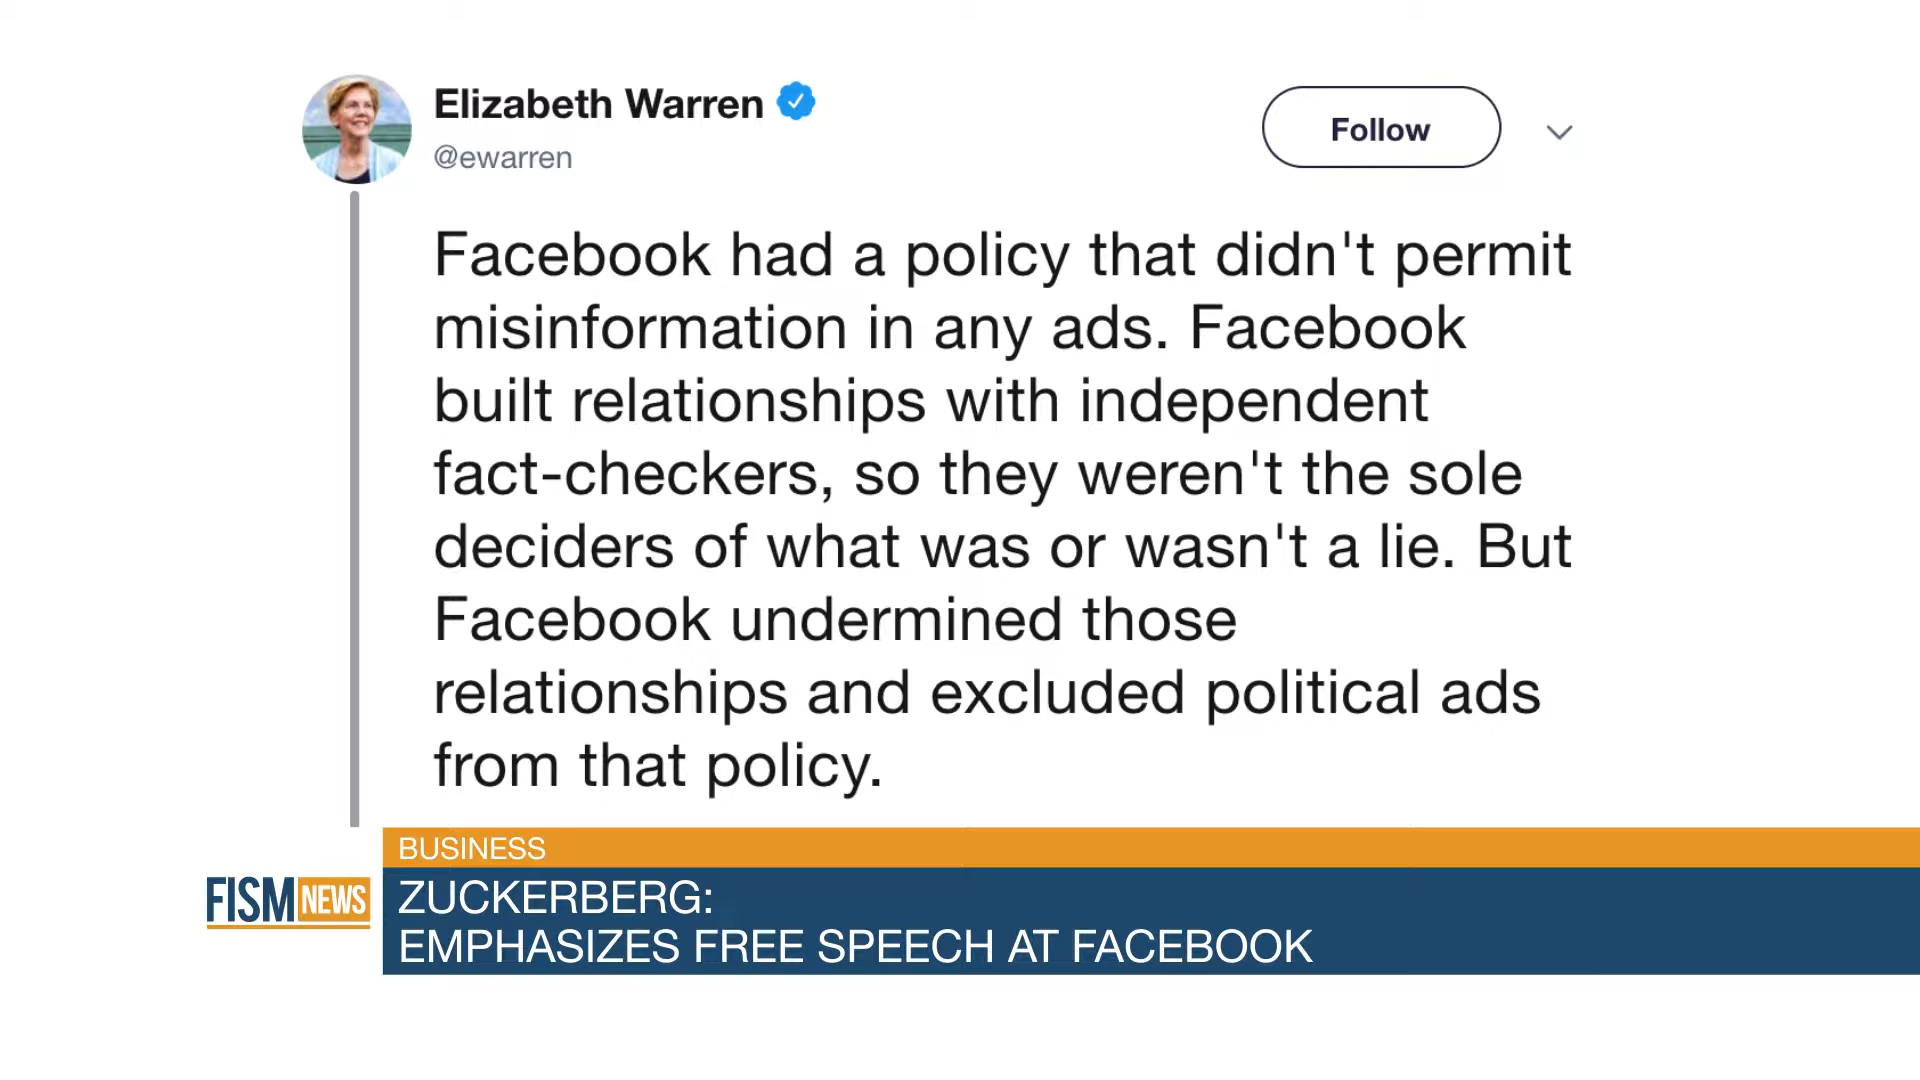 Elizabeth Warren
@ewarren
Follow
Facebook had a policy that didn't permit
misinformation in any ads. Facebook
built relationships with independent
fact-checkers, so they weren't the sole
deciders of what was or wasn't a lie. But
Facebook undermined those
relationships and excluded political ads
from that policy.
BUSINESS
FISM NEWS
ZUCKERBERG:
EMPHASIZES FREE SPEECH AT FACEBOOK